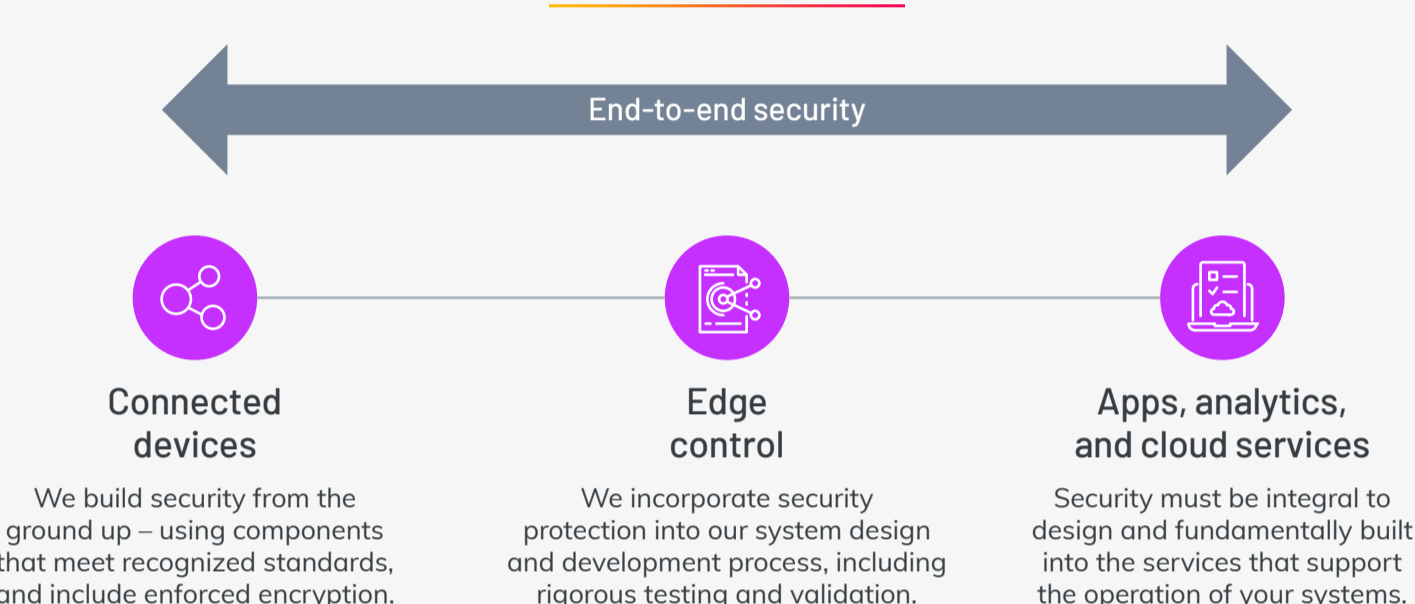 End-to-end security
Connected
devices
We build security from the
ground up – using components
that meet recognized standards,
and include enforced encryption.
Edge
control
We incorporate security
protection into our system design
and development process, including
rigorous testing and validation.
Apps, analytics,
and cloud services
Security must be integral to
design and fundamentally built
into the services that support
the operation of your systems.